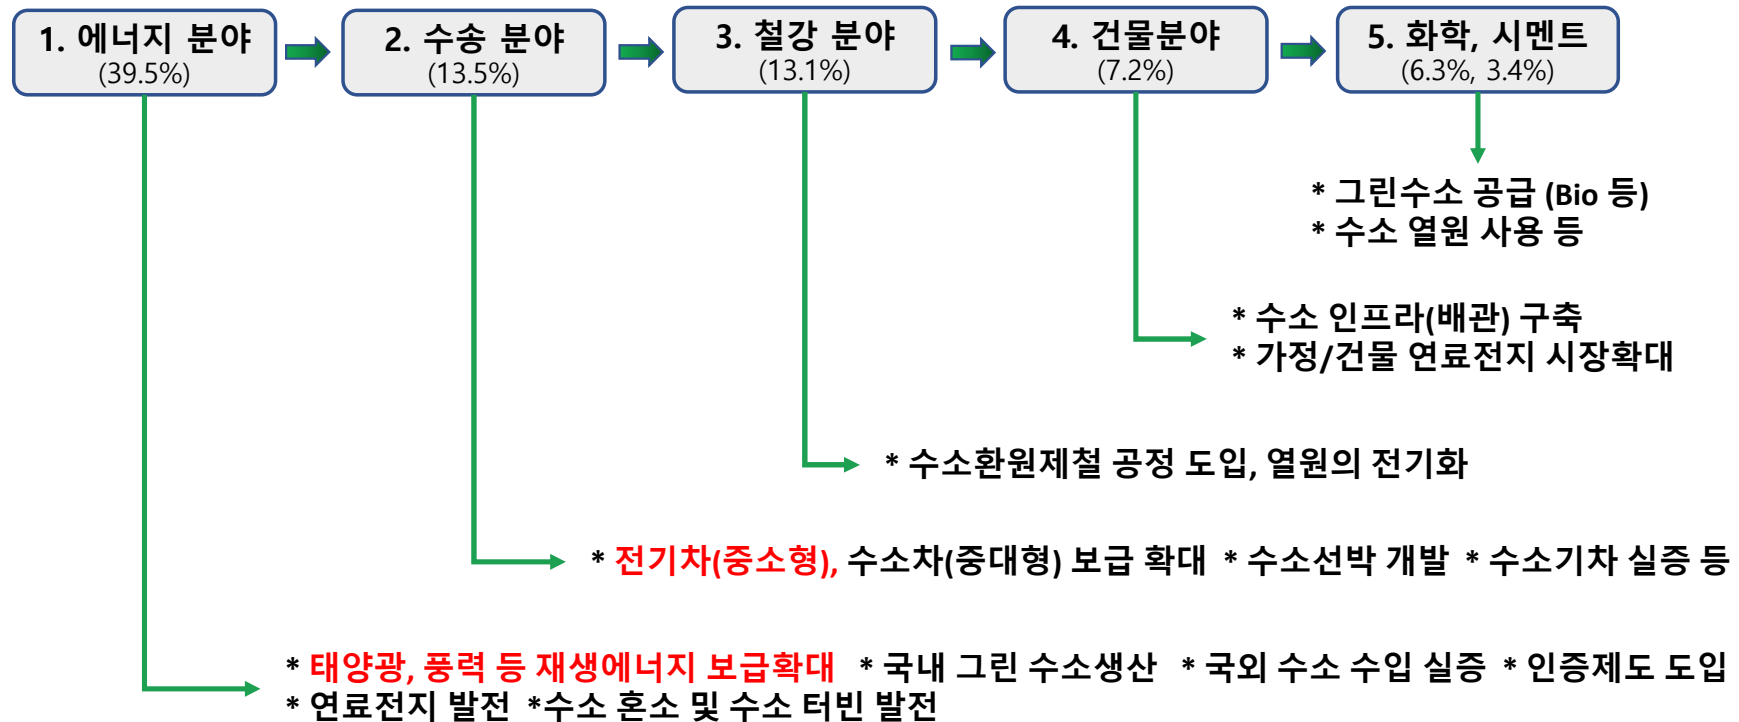 1. 에너지 분야
(39.5%)
2. 수송 분야
(13.5%)
3. 철강 분야
(13.1%)
4. 건물분야
(7.2%)
5. 화학, 시멘트
(6.3%, 3.4%)
* 그린수소 공급 (Bio 등)
* 수소 열원 사용 등
* 수소 인프라(배관) 구축
* 가정/건물 연료전지 시장확대
* 수소환원제철 공정 도입, 열원의 전기화
* 전기차(중소형), 수소차(중대형) 보급 확대 * 수소선박 개발 * 수소기차 실증 등
* 태양광, 풍력 등 재생에너지 보급확대 * 국내 그린 수소생산 * 국외 수소 수입 실증 * 인증제도 도입
* 연료전지 발전 *수소 혼소 및 수소 터빈 발전